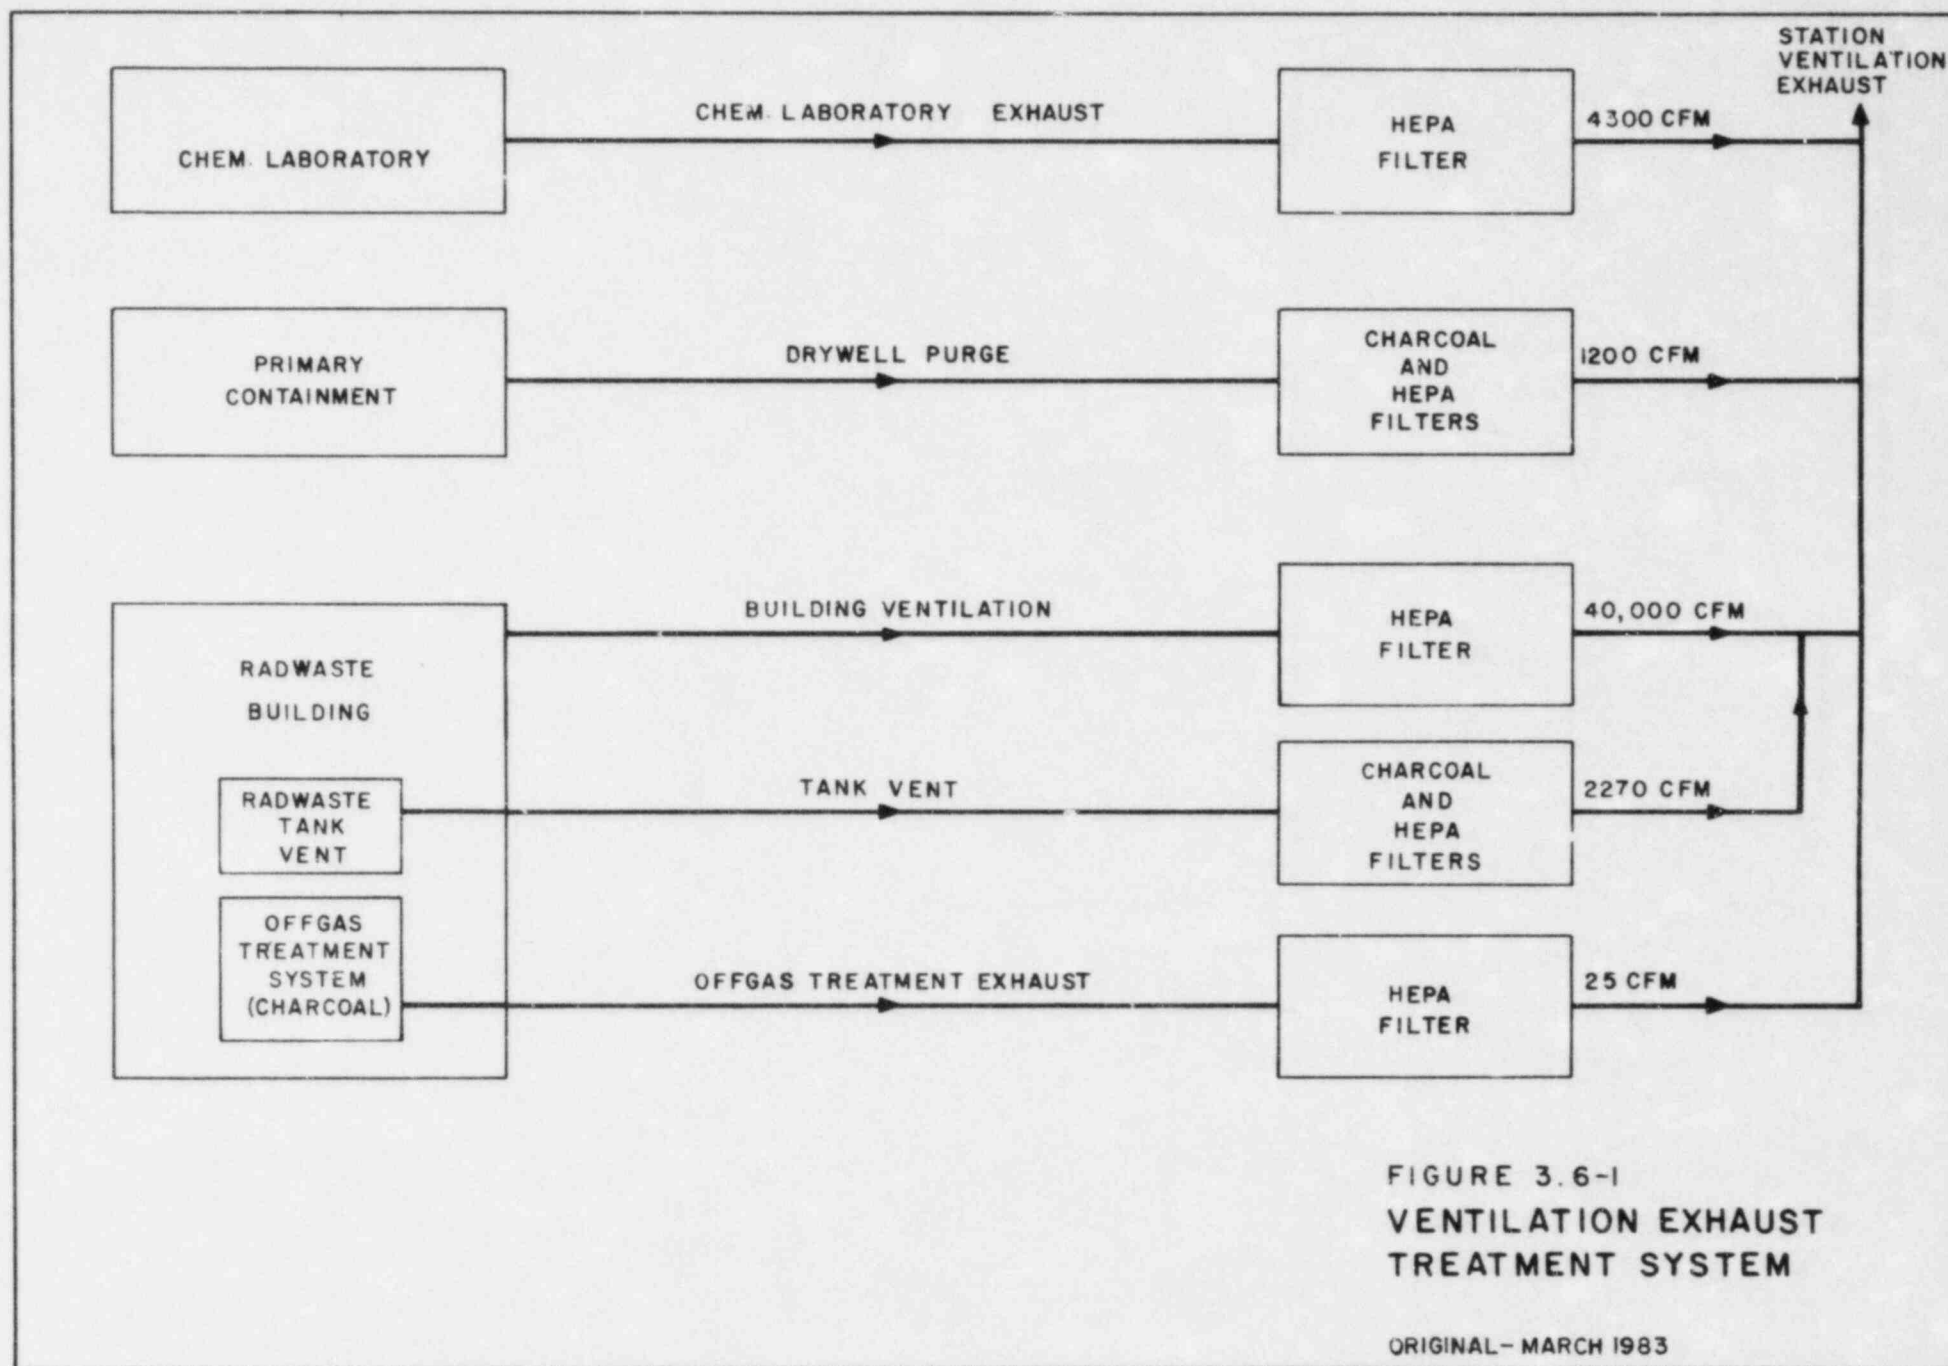 STATION
VENTILATION
EXHAUST
CHEM. LABORATORY
CHEM. LABORATORY EXHAUST
HEPA
FILTER
4300 CFM
PRIMARY
CONTAINMENT
DRYWELL PURGE
CHARCOAL
AND
HEPA
FILTERS
1200 CFM
RADWASTE
BUILDING
BUILDING VENTILATION
HEPA
FILTER
40,000 CFM
RADWASTE
TANK
VENT
TANK VENT
CHARCOAL
AND
HEPA
FILTERS
2270 CFM
OFFGAS
TREATMENT
SYSTEM
(CHARCOAL)
OFFGAS TREATMENT EXHAUST
HEPA
FILTER
25 CFM
FIGURE 3.6-1
VENTILATION EXHAUST
TREATMENT SYSTEM
ORIGINAL- MARCH 1983